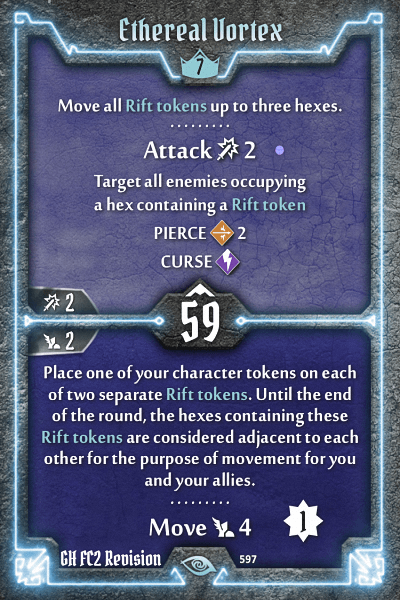 Ethereal Vortex
7
Move all Rift tokens up to three hexes.
Attack 2
Target all enemies occupying
a hex containing a Rift token
PIERCE 2
CURSE
2
59
2
Place one of your character tokens on each
of two separate Rift tokens. Until the end
of the round, the hexes containing these
Rift tokens are considered adjacent to each
other for the purpose of movement for you
and your allies.
Move 4
1
GH FC2 Revision
597